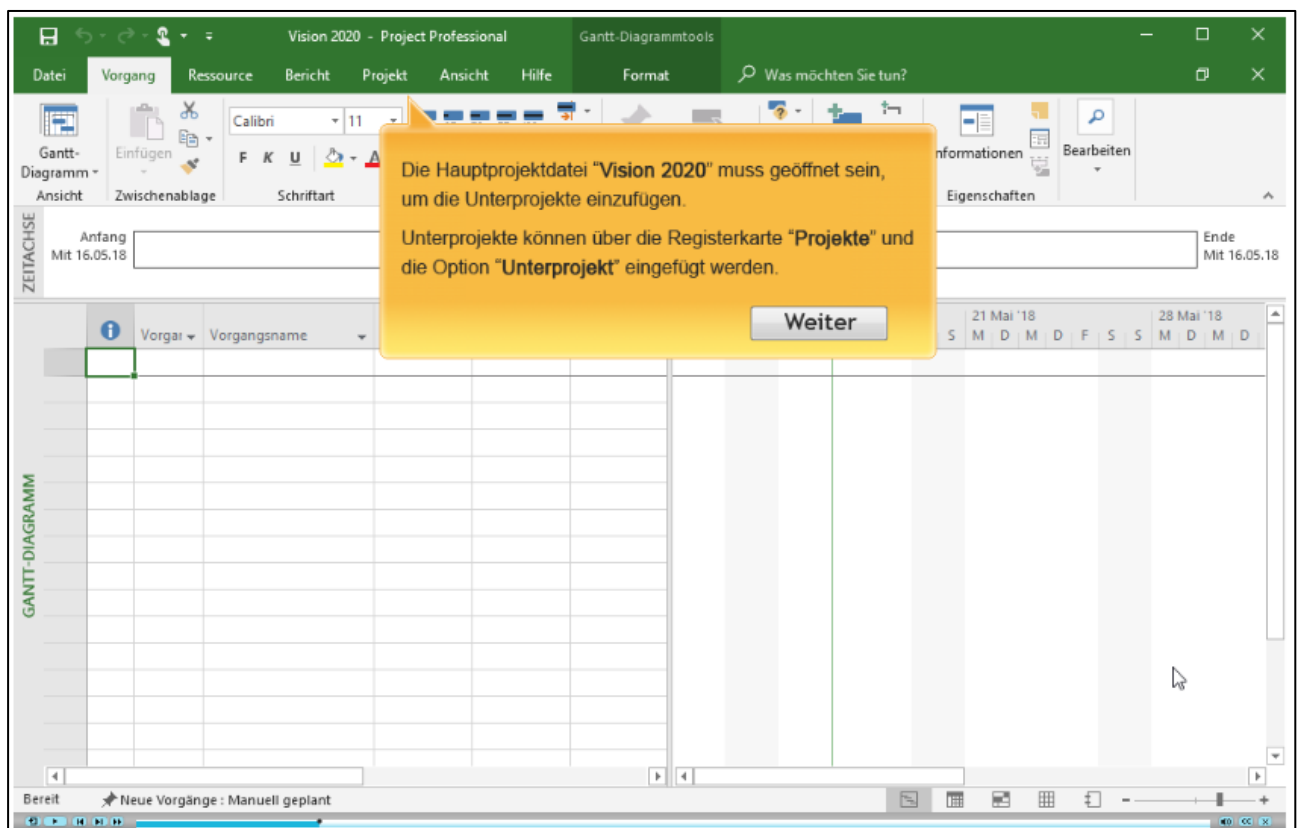 Vision 2020 - Project Professional
Gantt-Diagrammtools
Datei Vorgang Ressource Bericht Projekt Ansicht Hilfe Format Was möchten Sie tun?
Gantt-
Diagramm
Einfügen
Calibri 11
F K U A
Bearbeiten
Ansicht Zwischenablage Schriftart Eigenschaften
Die Hauptprojektdatei “Vision 2020” muss geöffnet sein,
um die Unterprojekte einzufügen.
Unterprojekte können über die Registerkarte “Projekte” und
die Option “Unterprojekt” eingefügt werden.
Weiter
ZEITACHSE
Anfang
Mit 16.05.18
Ende
Mit 16.05.18
Vorgar Vorgangsname
21 Mai '18 28 Mai '18
S M D M D F S S M D M D
GANTT-DIAGRAMM
Bereit Neue Vorgänge : Manuell geplant
CC